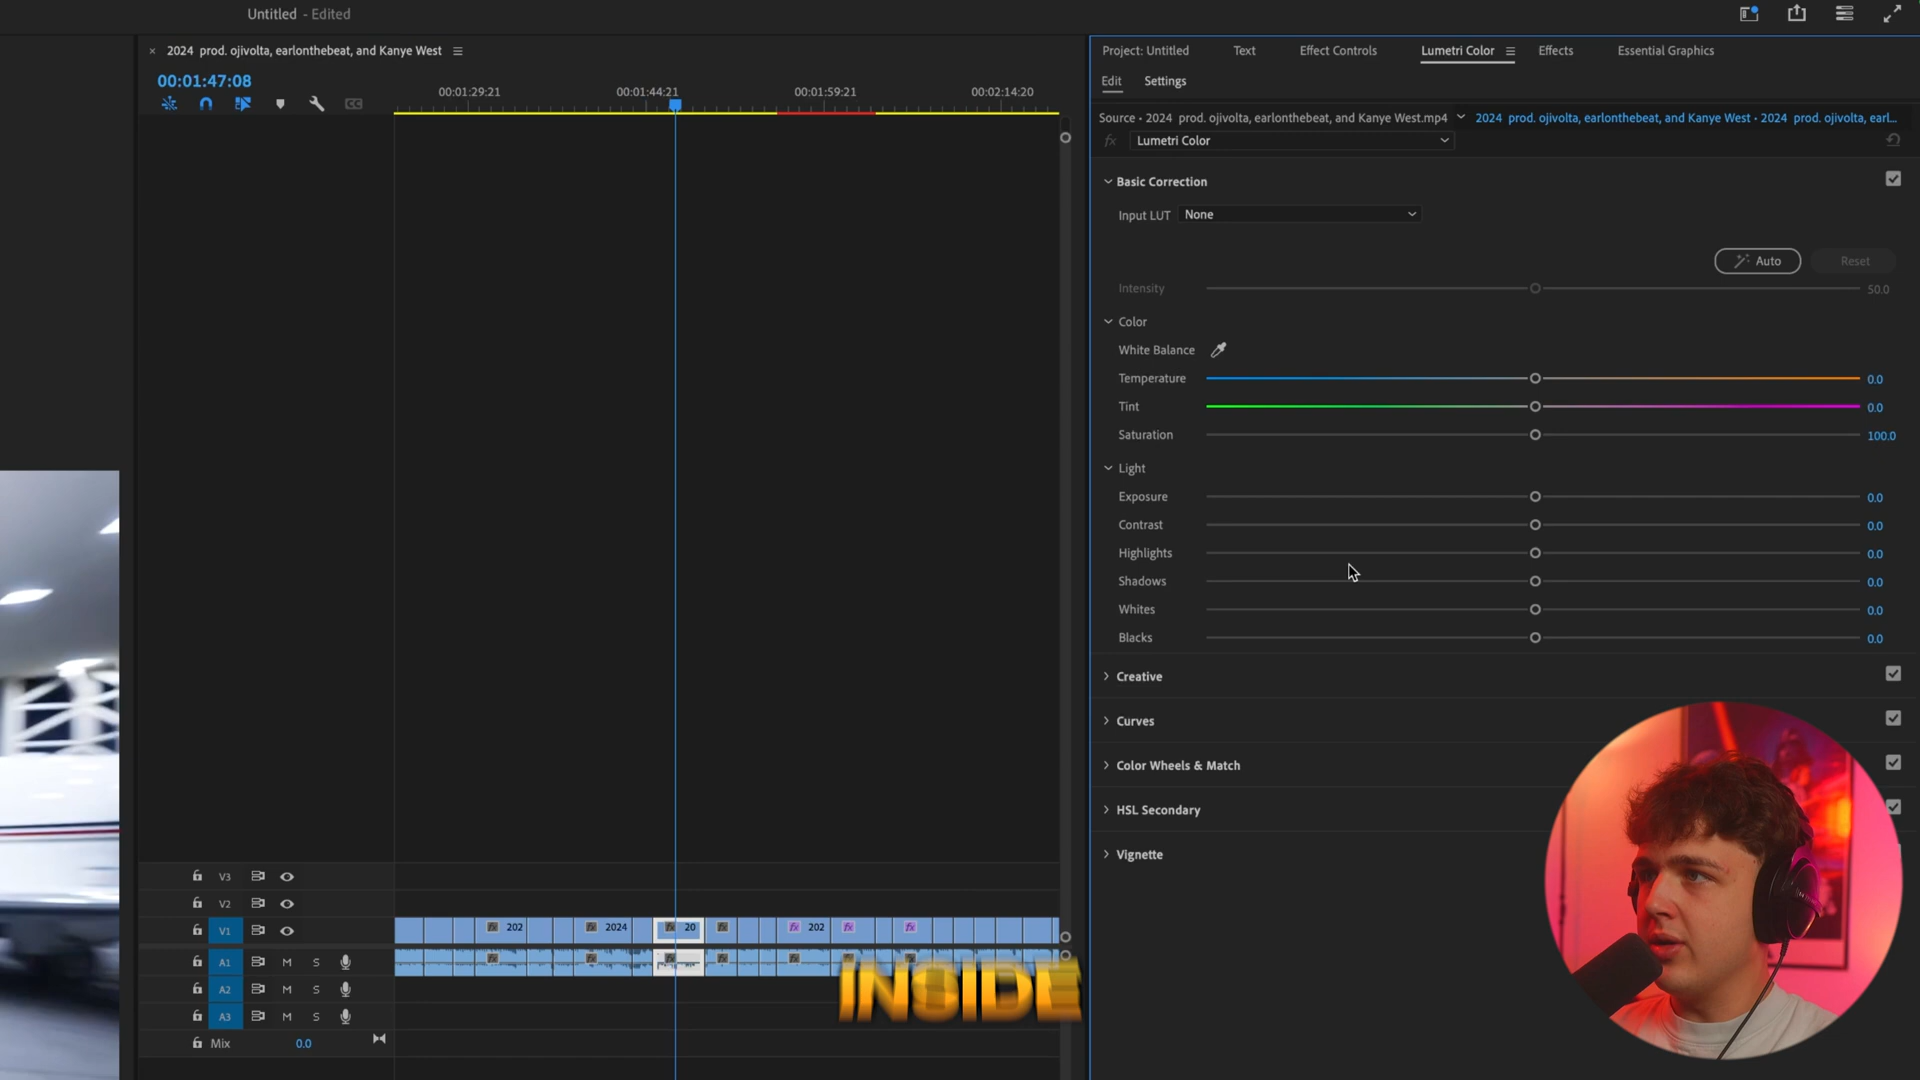 Untitled - Edited
× 2024 prod. ojivolta, earlonthebeat, and Kanye West
00:01:47:08
00:01:29:21 00:01:44:21 00:01:59:21 00:02:14:20
V3
V2
V1 202 2024 20 202
A1 M S
A2 M S
A3 M S
Mix 0.0
INSIDE
Project: Untitled Text Effect Controls Lumetri Color Effects Essential Graphics
Edit Settings
Source • 2024 prod. ojivolta, earlonthebeat, and Kanye West.mp4 2024 prod. ojivolta, earlonthebeat, and Kanye West • 2024 prod. ojivolta, earl...
fx Lumetri Color
Basic Correction
Input LUT None
Auto Reset
Intensity 50.0
Color
White Balance
Temperature 0.0
Tint 0.0
Saturation 100.0
Light
Exposure 0.0
Contrast 0.0
Highlights 0.0
Shadows 0.0
Whites 0.0
Blacks 0.0
Creative
Curves
Color Wheels & Match
HSL Secondary
Vignette